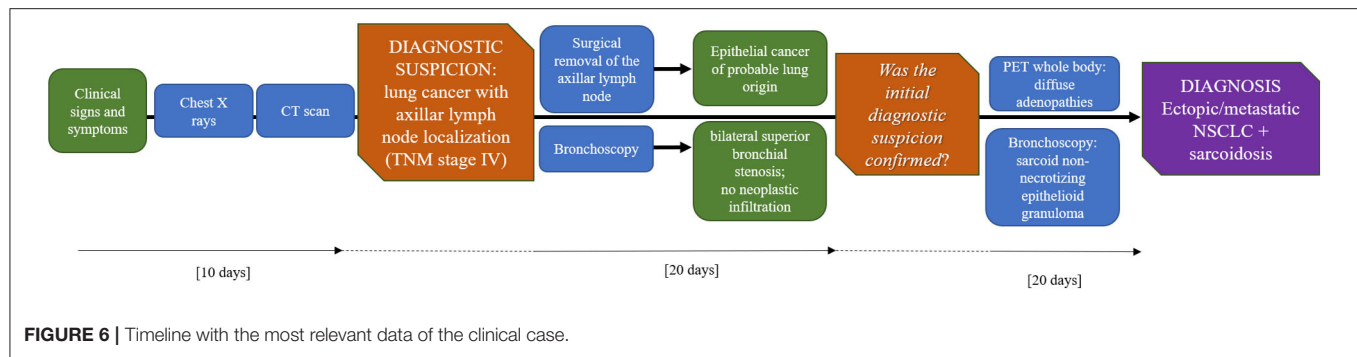 Clinical
signs and
symptoms
Chest X
rays
CT scan
DIAGNOSTIC
SUSPICION:
lung cancer with
axillar lymph
node localization
(TNM stage IV)
Surgical
removal of the
axillar lymph
node
Epithelial cancer
of probable lung
origin
Bronchoscopy
bilateral superior
bronchial
stenosis;
no neoplastic
infiltration
Was the
initial
diagnostic
suspicion
confirmed?
PET whole body:
diffuse
adenopathies
Bronchoscopy:
sarcoid non-
necrotizing
epithelioid
granuloma
DIAGNOSIS
Ectopic/metastatic
NSCLC +
sarcoidosis
[10 days]
[20 days]
[20 days]
FIGURE 6 | Timeline with the most relevant data of the clinical case.